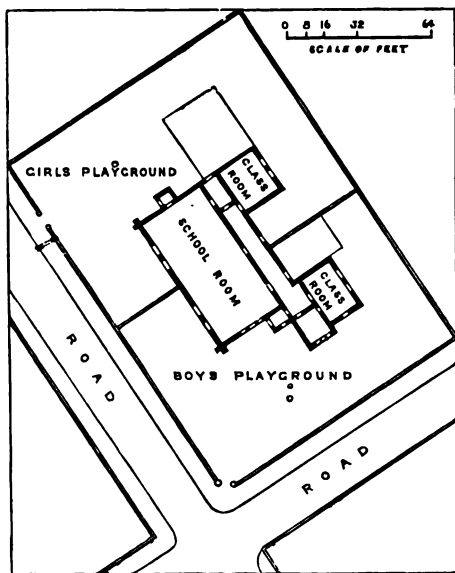 0 8 16 32 64
SCALE OF FEET
GIRLS PLAYGROUND
CLASS
ROOM
SCHOOL ROOM
CLASS
ROOM
ROAD
BOYS PLAYGROUND
ROAD